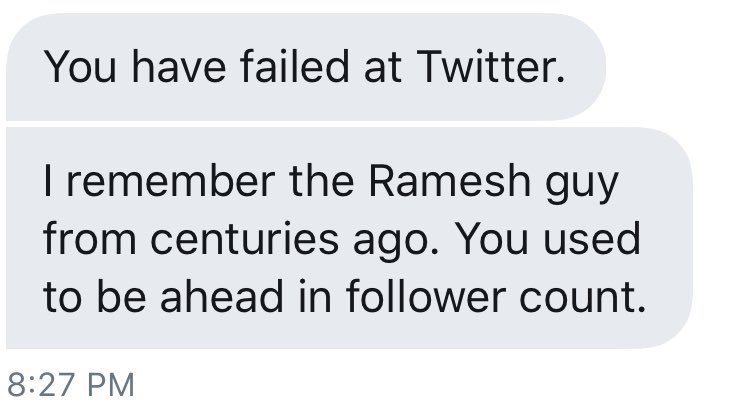 You have failed at Twitter.
I remember the Ramesh guy
from centuries ago. You used
to be ahead in follower count.
8:27 PM